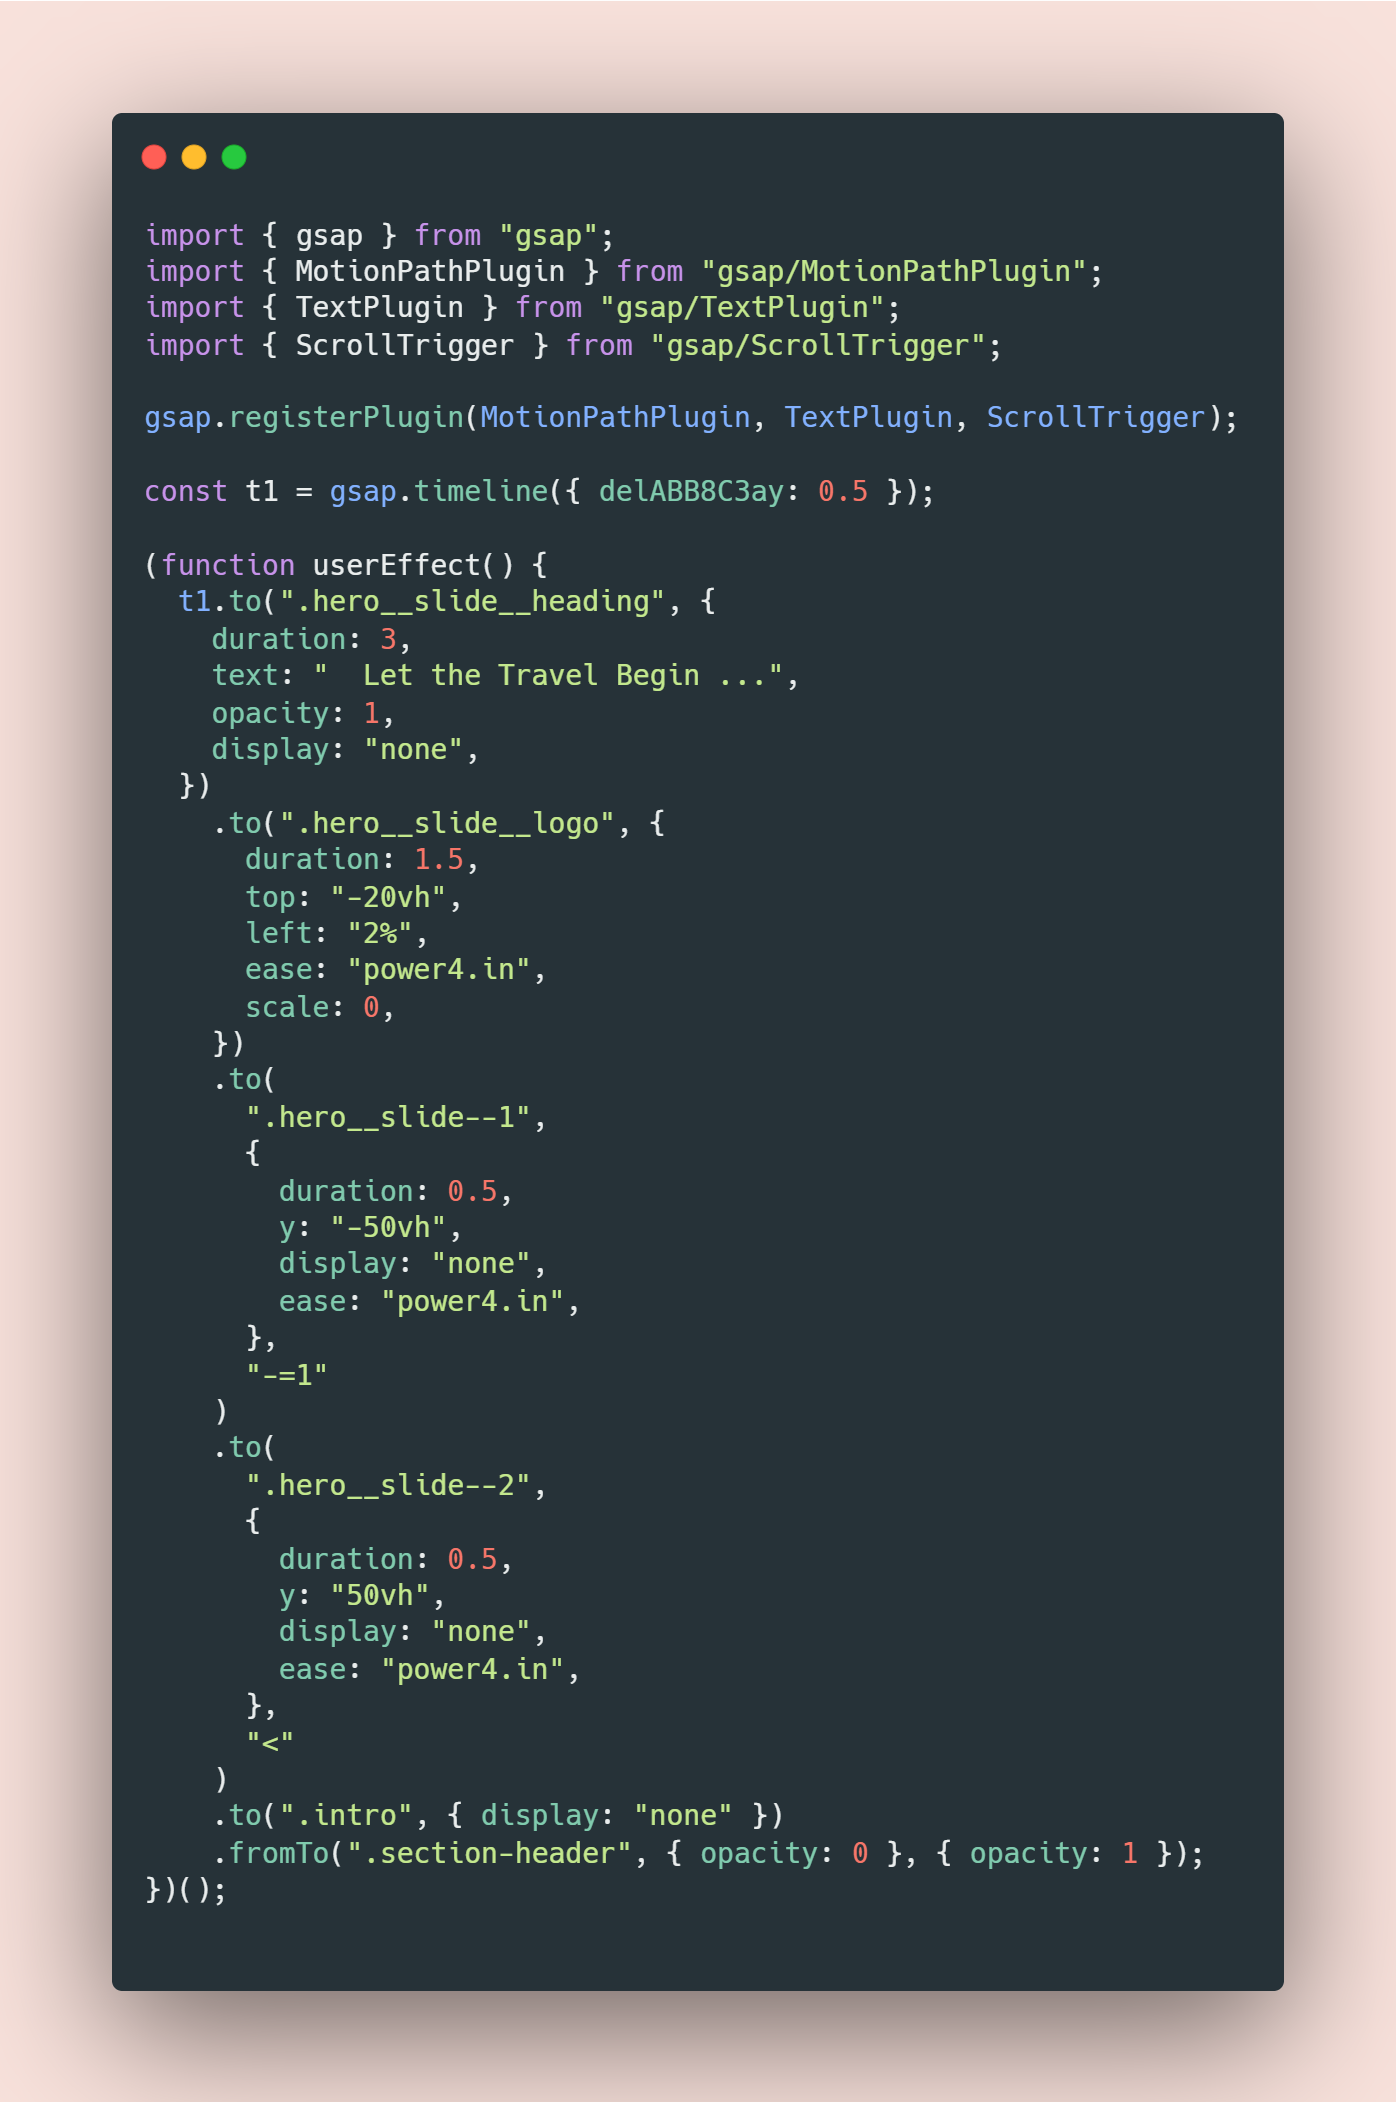 import { gsap } from "gsap";
import { MotionPathPlugin } from "gsap/MotionPathPlugin";
import { TextPlugin } from "gsap/TextPlugin";
import { ScrollTrigger } from "gsap/ScrollTrigger";

gsap.registerPlugin(MotionPathPlugin, TextPlugin, ScrollTrigger);

const t1 = gsap.timeline({ delABB8C3ay: 0.5 });

(function userEffect() {
  t1.to(".hero__slide__heading", {
    duration: 3,
    text: "  Let the Travel Begin ...",
    opacity: 1,
    display: "none",
  })
    .to(".hero__slide__logo", {
      duration: 1.5,
      top: "-20vh",
      left: "2%",
      ease: "power4.in",
      scale: 0,
    })
    .to(
      ".hero__slide--1",
      {
        duration: 0.5,
        y: "-50vh",
        display: "none",
        ease: "power4.in",
      },
      "-=1"
    )
    .to(
      ".hero__slide--2",
      {
        duration: 0.5,
        y: "50vh",
        display: "none",
        ease: "power4.in",
      },
      "<"
    )
    .to(".intro", { display: "none" })
    .fromTo(".section-header", { opacity: 0 }, { opacity: 1 });
})();